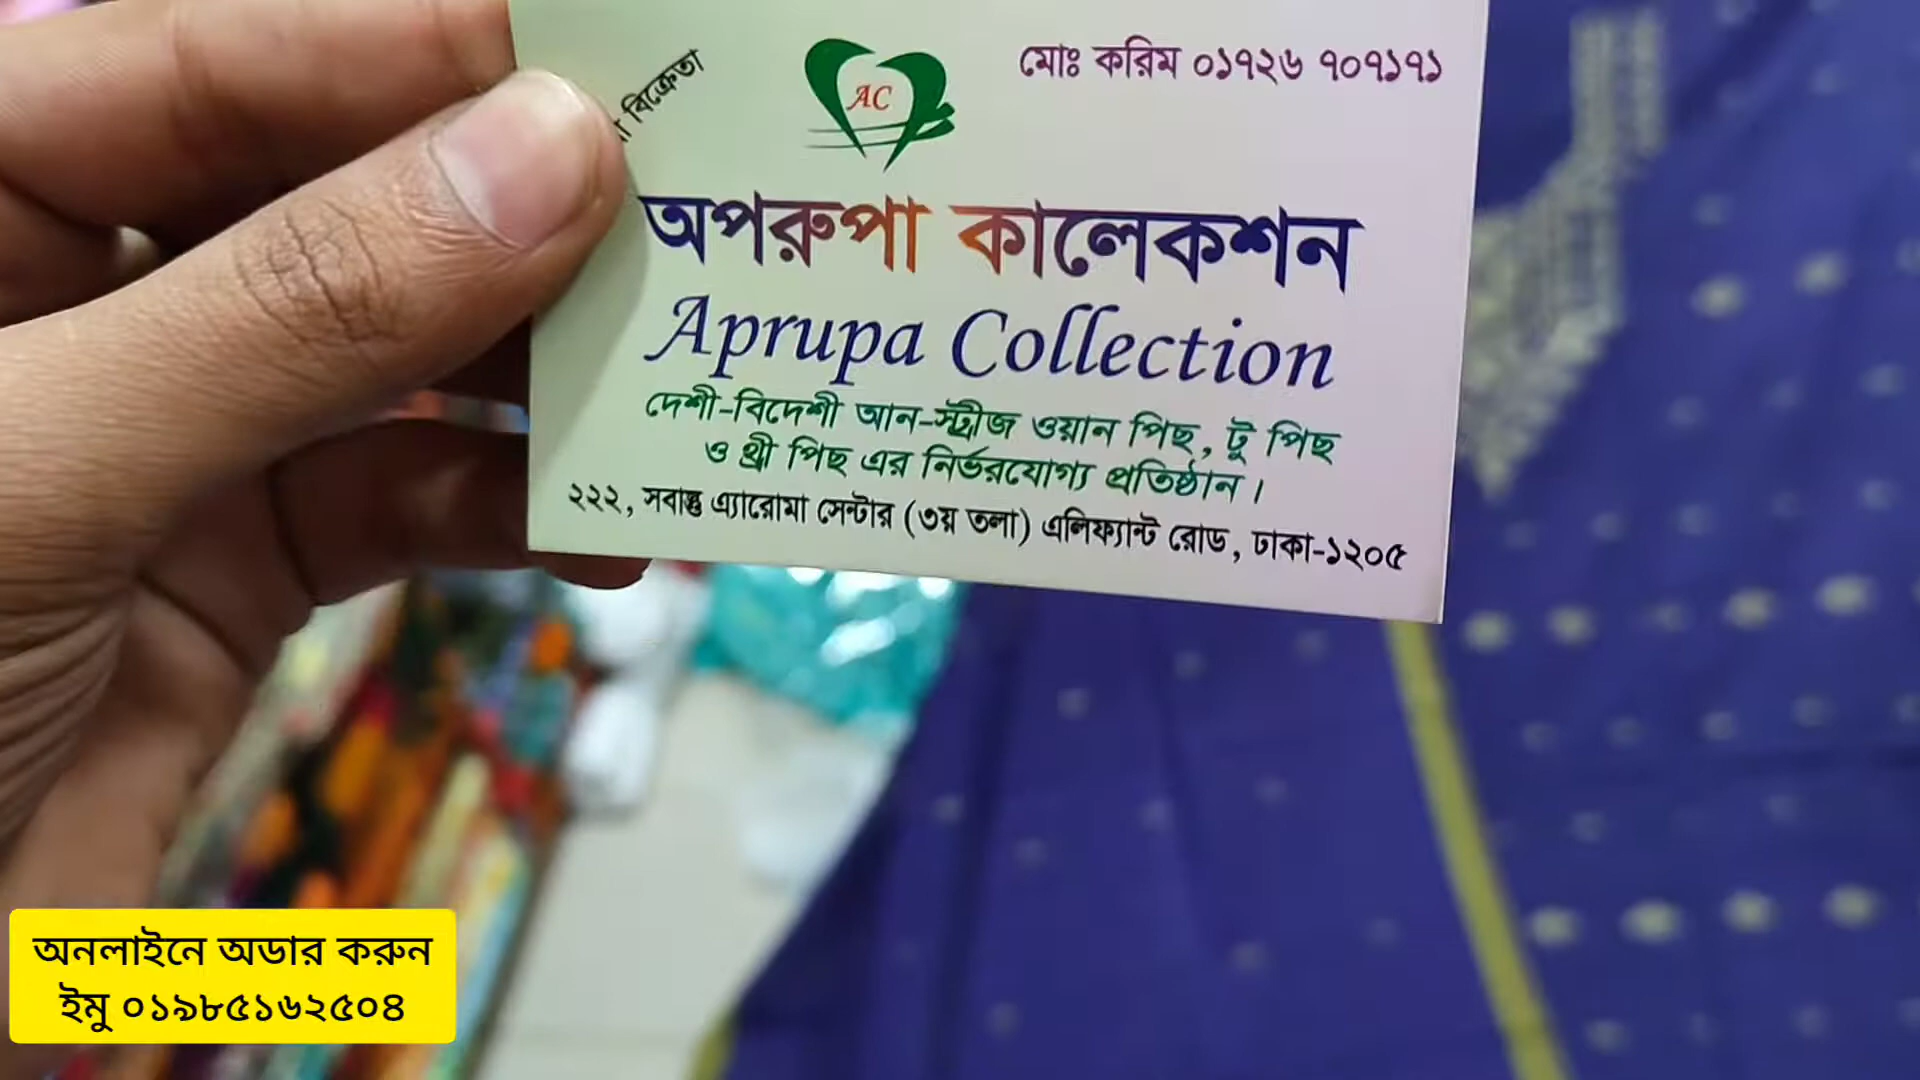 বিক্রেতা
AC
মোঃ করিম ০১৭২৬ ৭০৭১৭১
অপরুপা কালেকশন
Aprupa Collection
দেশী-বিদেশী আন-স্ট্রীজ ওয়ান পিছ, টু পিছ
ও থ্রী পিছ এর নির্ভরযোগ্য প্রতিষ্ঠান।
২২২, সবাস্তু এ্যারোমা সেন্টার (৩য় তলা) এলিফ্যান্ট রোড, ঢাকা-১২০৫
অনলাইনে অডার করুন
ইমু ০১৯৮৫১৬২৫০৪